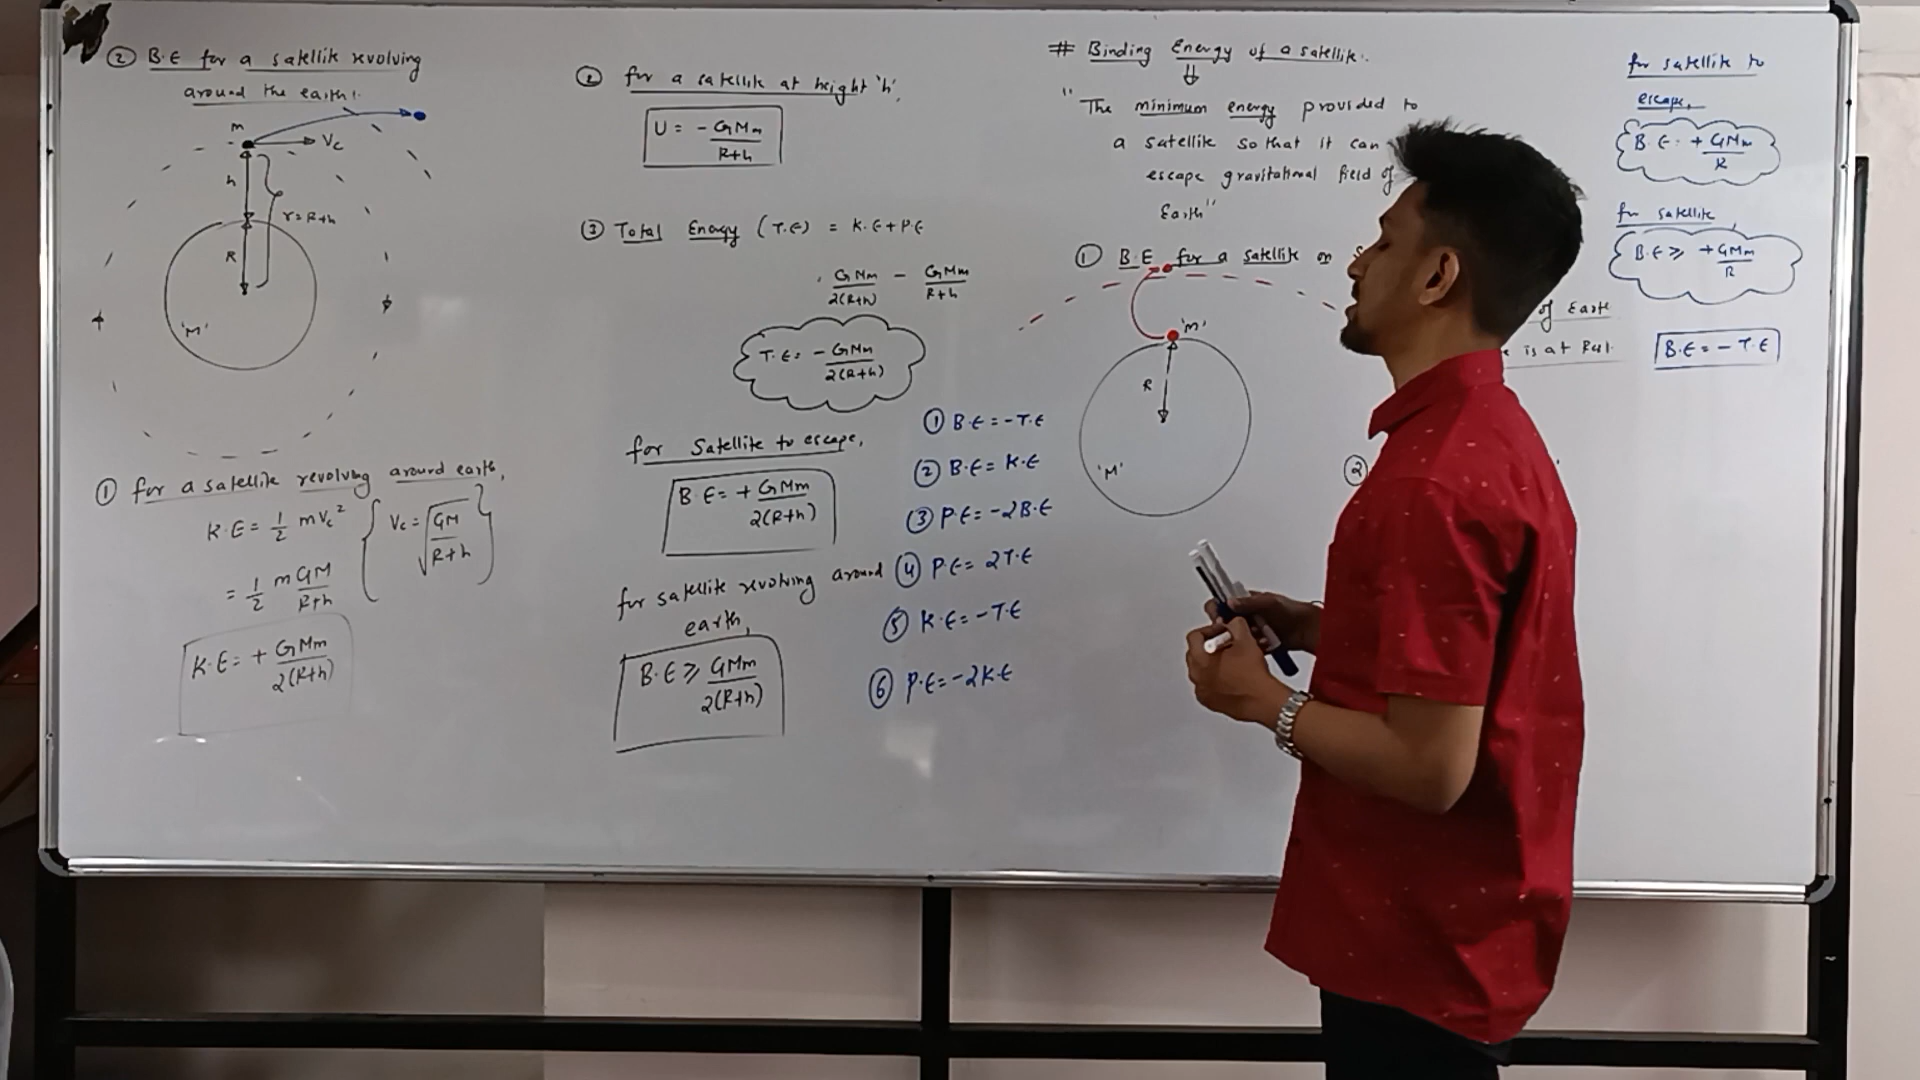 ② B.E for a satellite revolving
around the earth:
m
Vc
h
r=R+h
R
'M'
① for a satellite revolving around earth,
K.E = 1/2 mVc² { Vc = √(GM/R+h) }
= 1/2 m GM/R+h
K.E = + GMm/2(R+h)
② for a satellite at height 'h',
U = - GMm/R+h
③ Total Energy (T.E) = K.E + P.E
GMm/2(R+h) - GMm/R+h
T.E = - GMm/2(R+h)
for Satellite to escape,
B.E = + GMm/2(R+h)
for satellite revolving around
earth,
B.E ≥ GMm/2(R+h)
① B.E = -T.E
② B.E = K.E
③ P.E = -2B.E
④ P.E = 2T.E
⑤ K.E = -T.E
⑥ P.E = -2K.E
# Binding Energy of a satellite:
⇓
"The minimum energy provided to
a satellite so that it can
escape gravitational field of
Earth"
① B.E for a satellite on
'M'
R
'M'
of Earth
is at Rest.
②
for satellite to
escape,
B.E = + GMm/R
for satellite,
B.E ≥ + GMm/R
B.E = - T.E